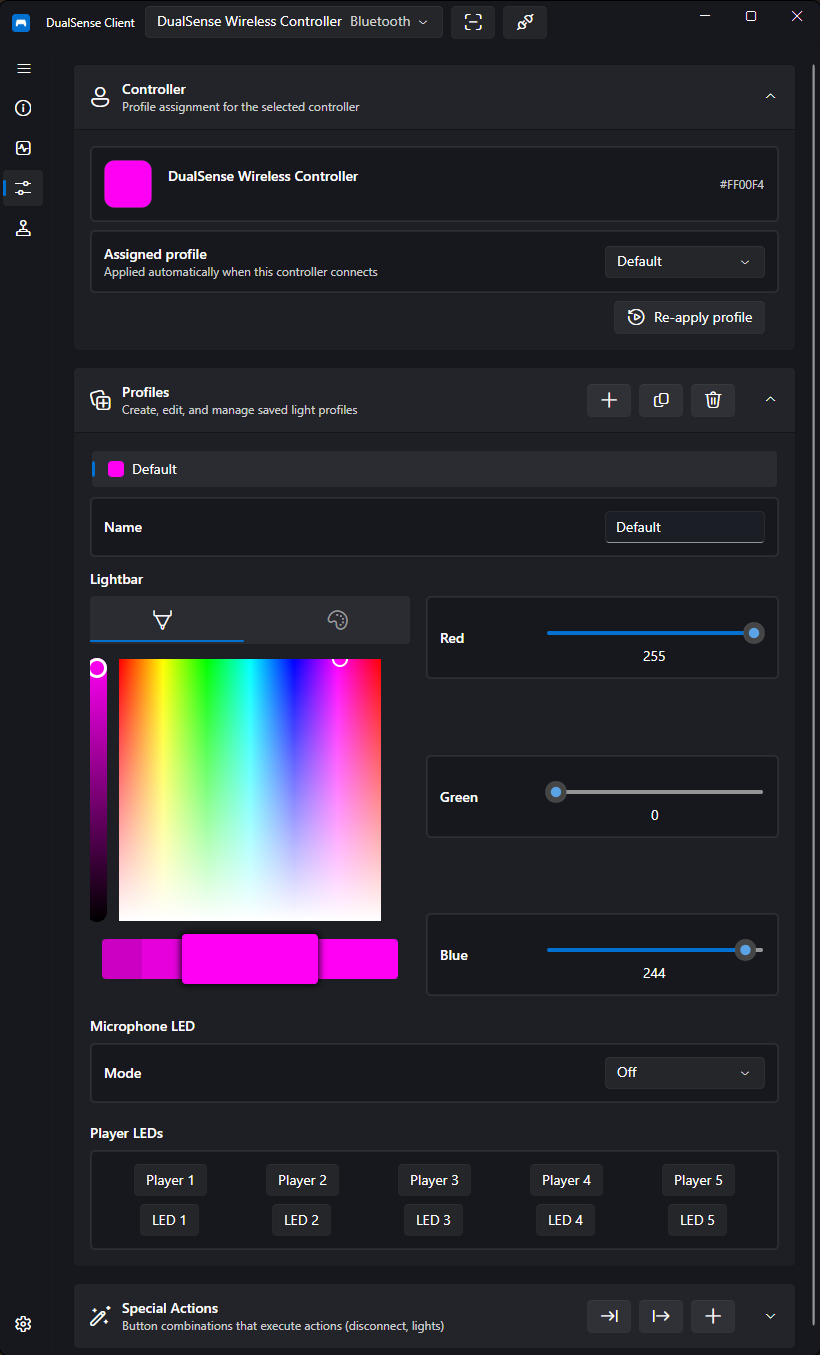 DualSense Client
DualSense Wireless Controller Bluetooth
Controller
Profile assignment for the selected controller
DualSense Wireless Controller
#FF00F4
Assigned profile
Applied automatically when this controller connects
Default
Re-apply profile
Profiles
Create, edit, and manage saved light profiles
Default
Name
Default
Lightbar
Red
255
Green
0
Blue
244
Microphone LED
Mode
Off
Player LEDs
Player 1 Player 2 Player 3 Player 4 Player 5
LED 1 LED 2 LED 3 LED 4 LED 5
Special Actions
Button combinations that execute actions (disconnect, lights)